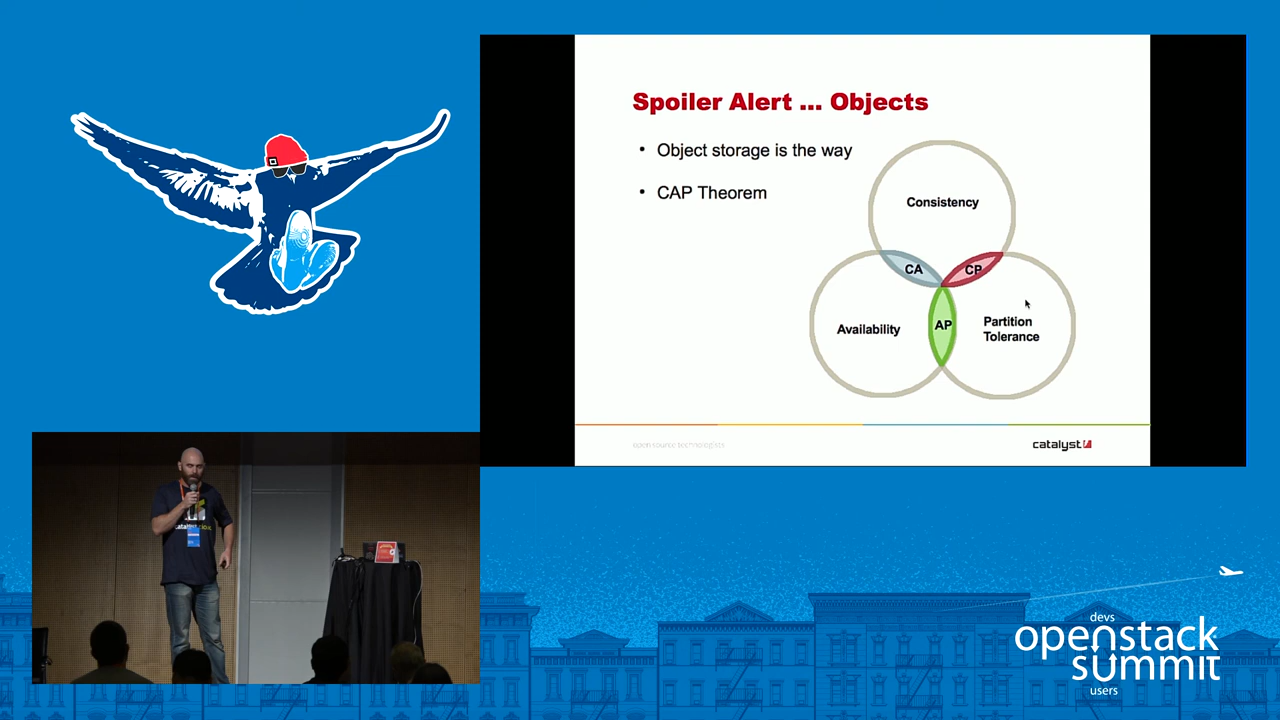 Spoiler Alert ... Objects
• Object storage is the way
• CAP Theorem
Consistency
CA
CP
Availability
AP
Partition
Tolerance
open source technologists
catalyst
devs
openstack
summit
users